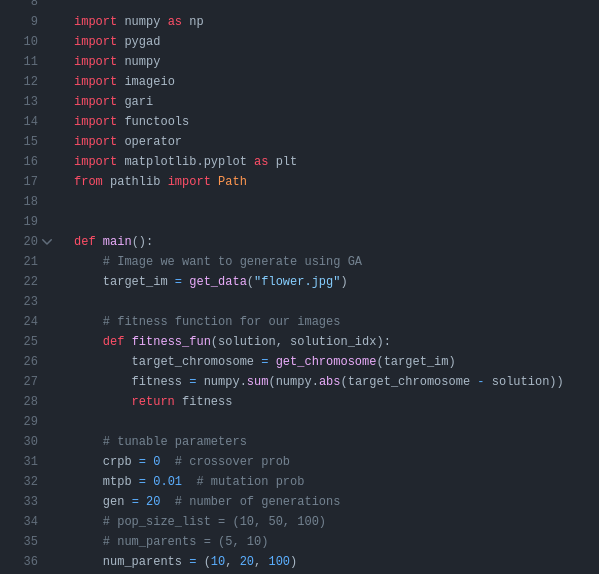 8
9 import numpy as np
10 import pygad
11 import numpy
12 import imageio
13 import gari
14 import functools
15 import operator
16 import matplotlib.pyplot as plt
17 from pathlib import Path
18
19
20 def main():
21     # Image we want to generate using GA
22     target_im = get_data("flower.jpg")
23
24     # fitness function for our images
25     def fitness_fun(solution, solution_idx):
26         target_chromosome = get_chromosome(target_im)
27         fitness = numpy.sum(numpy.abs(target_chromosome - solution))
28         return fitness
29
30     # tunable parameters
31     crpb = 0  # crossover prob
32     mtpb = 0.01  # mutation prob
33     gen = 20  # number of generations
34     # pop_size_list = (10, 50, 100)
35     # num_parents = (5, 10)
36     num_parents = (10, 20, 100)